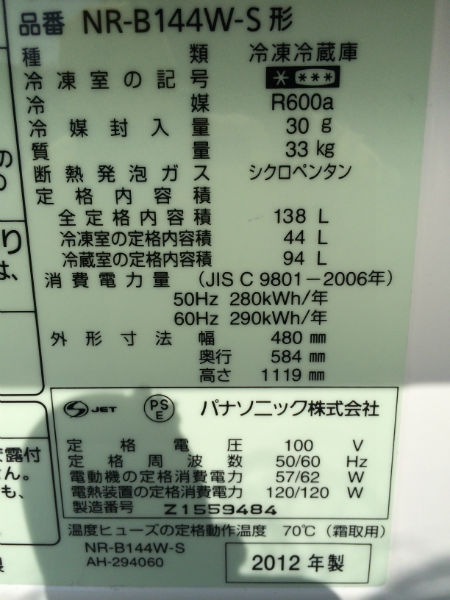 品番 NR-B144W-S 形
種類 冷凍冷蔵庫
冷凍室の記号 * ***
冷媒 R600a
冷媒封入量 30 g
質量 33 kg
断熱発泡ガス シクロペンタン
定格内容積
全定格内容積 138 L
冷凍室の定格内容積 44 L
冷蔵室の定格内容積 94 L
消費電力量 (JIS C 9801-2006年)
50Hz 280kWh/年
60Hz 290kWh/年
外形寸法 幅 480 mm
奥行 584 mm
高さ 1119 mm
の
り
は、
JET PS E パナソニック株式会社
定格電圧 100 V
定格周波数 50/60 Hz
電動機の定格消費電力 57/62 W
電熱装置の定格消費電力 120/120 W
製造番号 Z1559484
露付
せん。
も、
温度ヒューズの定格動作温度 70℃ (霜取用)
NR-B144W-S
AH-294060
2012 年製